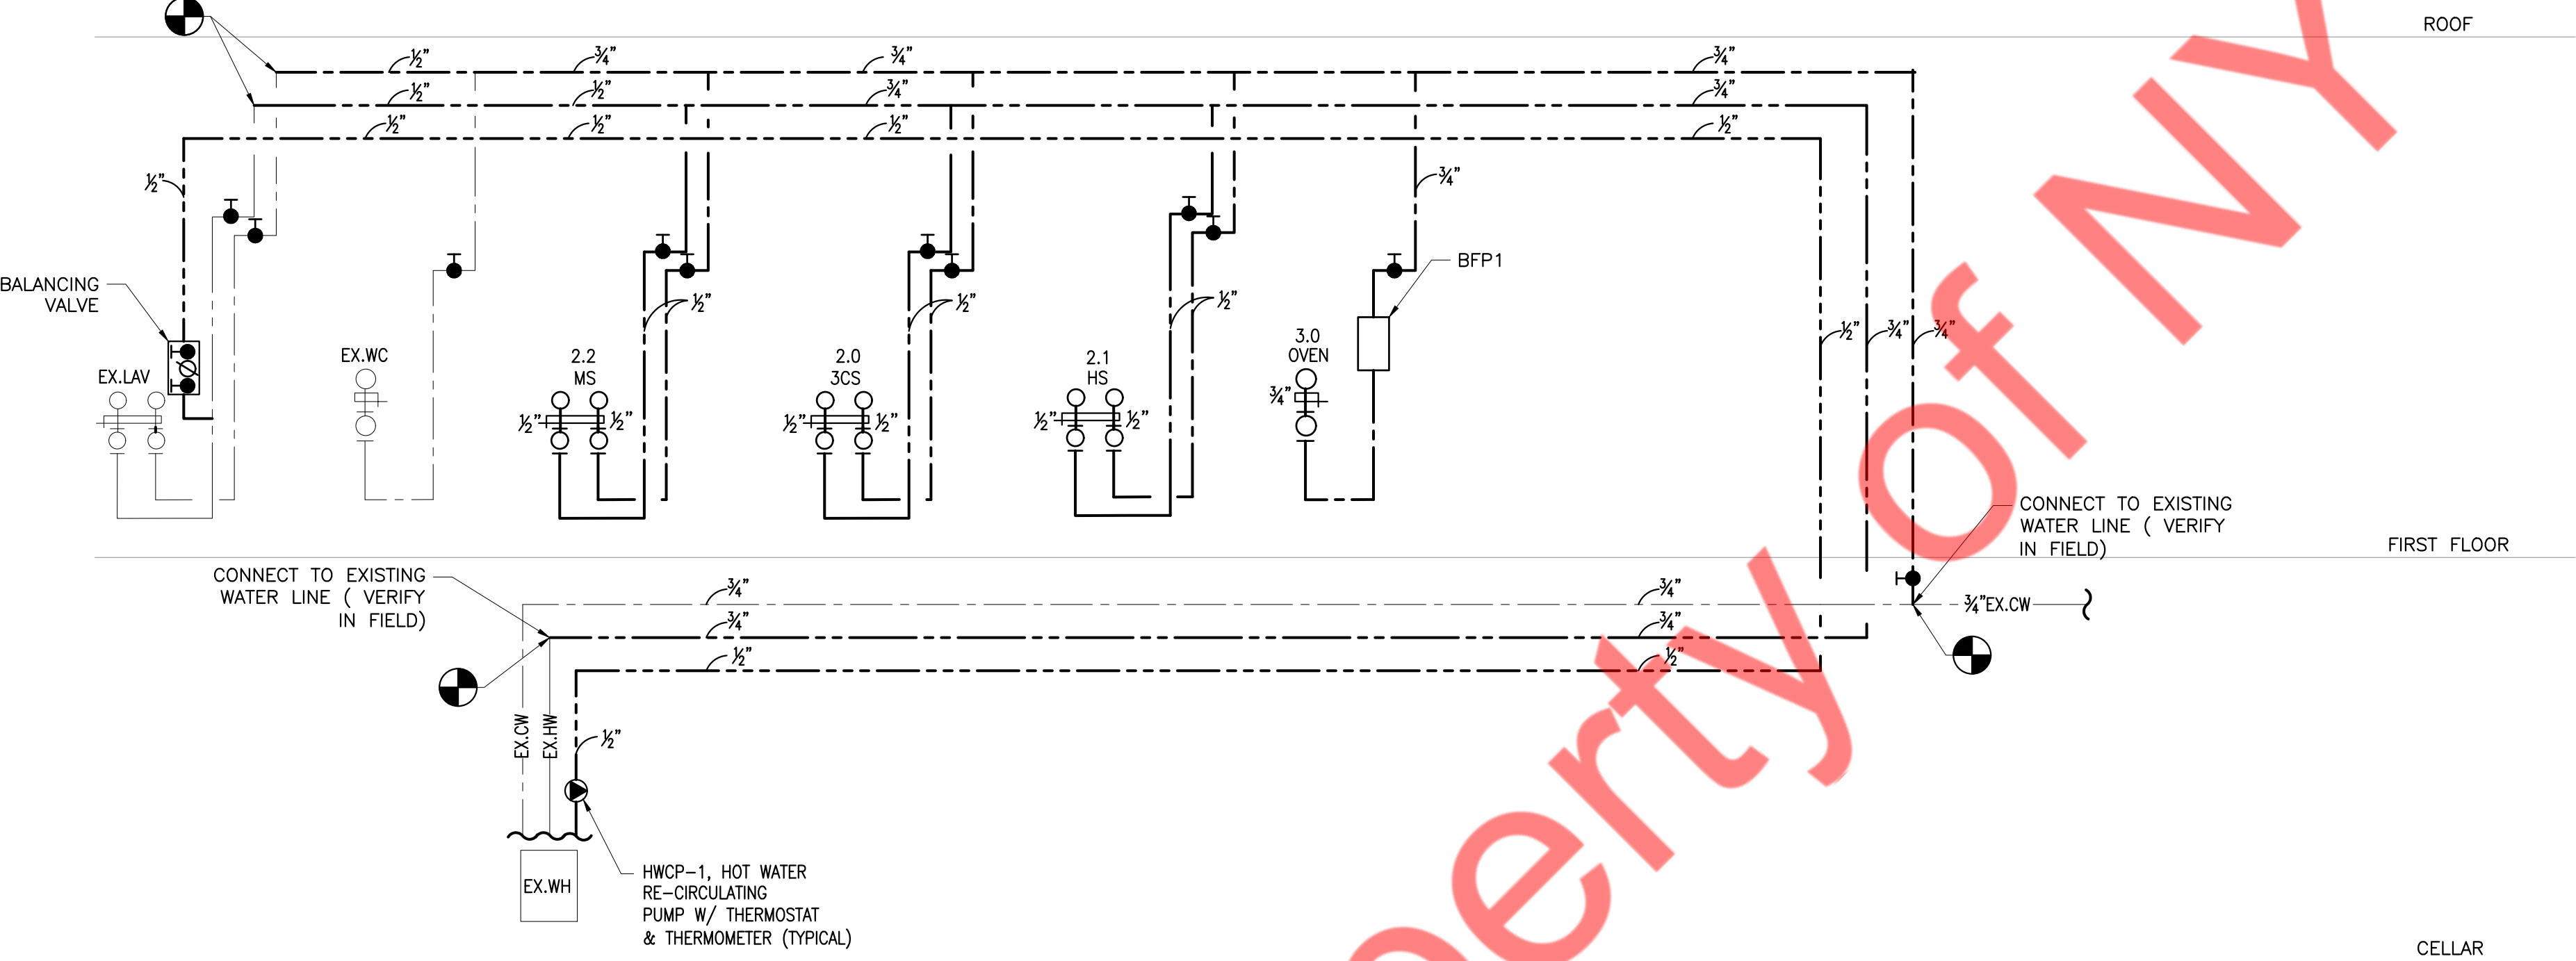 ROOF
½" ¾" ¾" ¾"
½" ½" ¾" ¾"
½" ½" ½" ½"
½" ¾"
BALANCING
VALVE
BFP1
½" ½" ½"
½" ¾" ¾"
EX.LAV
EX.WC
2.2
MS
2.0
3CS
2.1
HS
3.0
OVEN
½" ½" ½" ½" ½" ½" ¾"
CONNECT TO EXISTING
WATER LINE ( VERIFY
IN FIELD)
FIRST FLOOR
CONNECT TO EXISTING
WATER LINE ( VERIFY
IN FIELD)
¾" ¾" ¾"EX.CW
¾" ¾"
½" ½"
EX.CW
EX.HW
½"
EX.WH
HWCP-1, HOT WATER
RE-CIRCULATING
PUMP W/ THERMOSTAT
& THERMOMETER (TYPICAL)
CELLAR
perty of NY